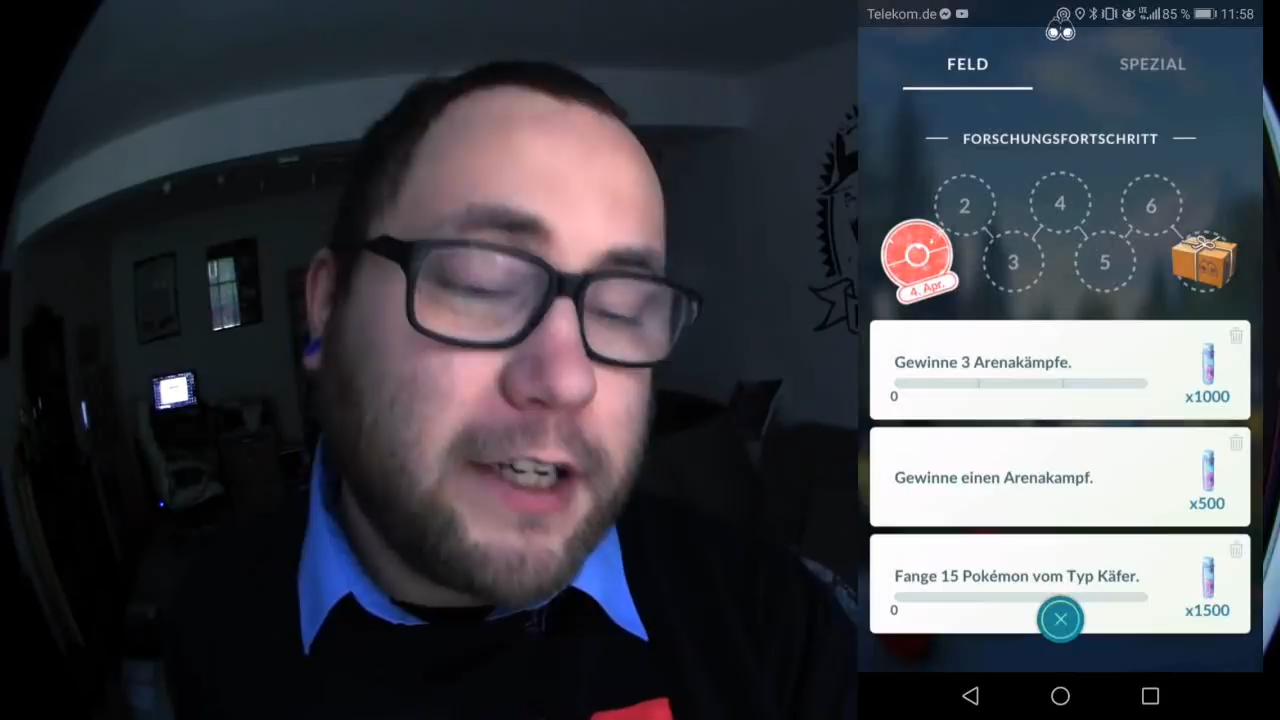 Telekom.de 85 % 11:58
FELD SPEZIAL
FORSCHUNGSFORTSCHRITT
2 4 6
3 5
4. Apr.
Gewinne 3 Arenakämpfe.
0 x1000
Gewinne einen Arenakampf.
x500
Fange 15 Pokémon vom Typ Käfer.
0 x1500